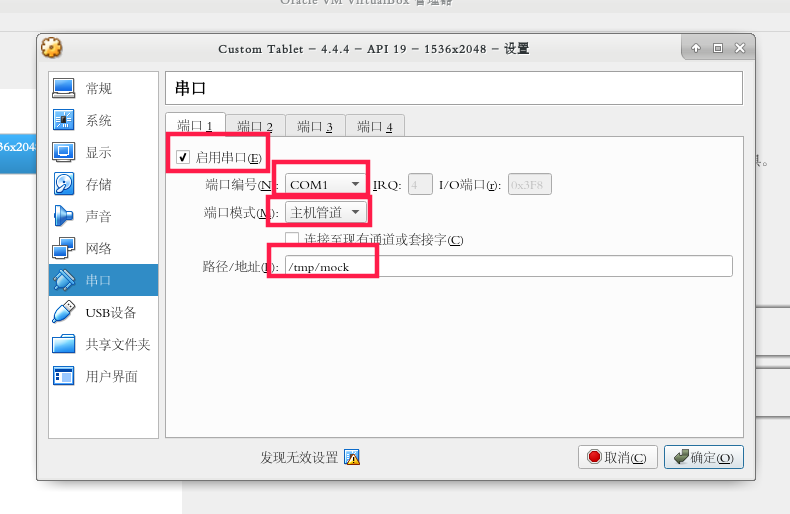 Oracle VM VirtualBox 管理器
Custom Tablet – 4.4.4 – API 19 – 1536x2048 – 设置
常规
系统
显示
存储
声音
网络
串口
USB设备
共享文件夹
用户界面
36x2048
串口
端口 1 端口 2 端口 3 端口 4
启用串口(E)
端口编号(N): COM1 IRQ: 4 I/O端口(r): 0x3F8
端口模式(M): 主机管道
连接至现有通道或套接字(C)
路径/地址(P): /tmp/mock
具。
发现无效设置 取消(C) 确定(O)